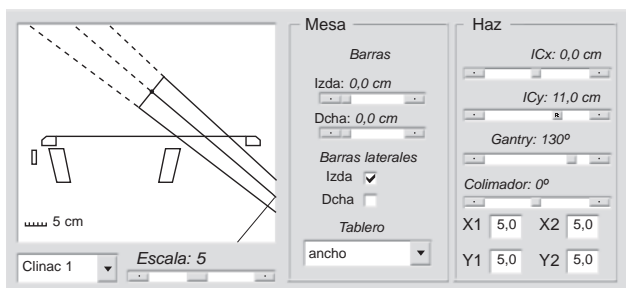 5 cm
Clinac 1
Escala: 5
Mesa
Barras
Izda: 0,0 cm
Dcha: 0,0 cm
Barras laterales
Izda
Dcha
Tablero
ancho
Haz
ICx: 0,0 cm
ICy: 11,0 cm
R
Gantry: 130º
Colimador: 0º
X1 5,0 X2 5,0
Y1 5,0 Y2 5,0